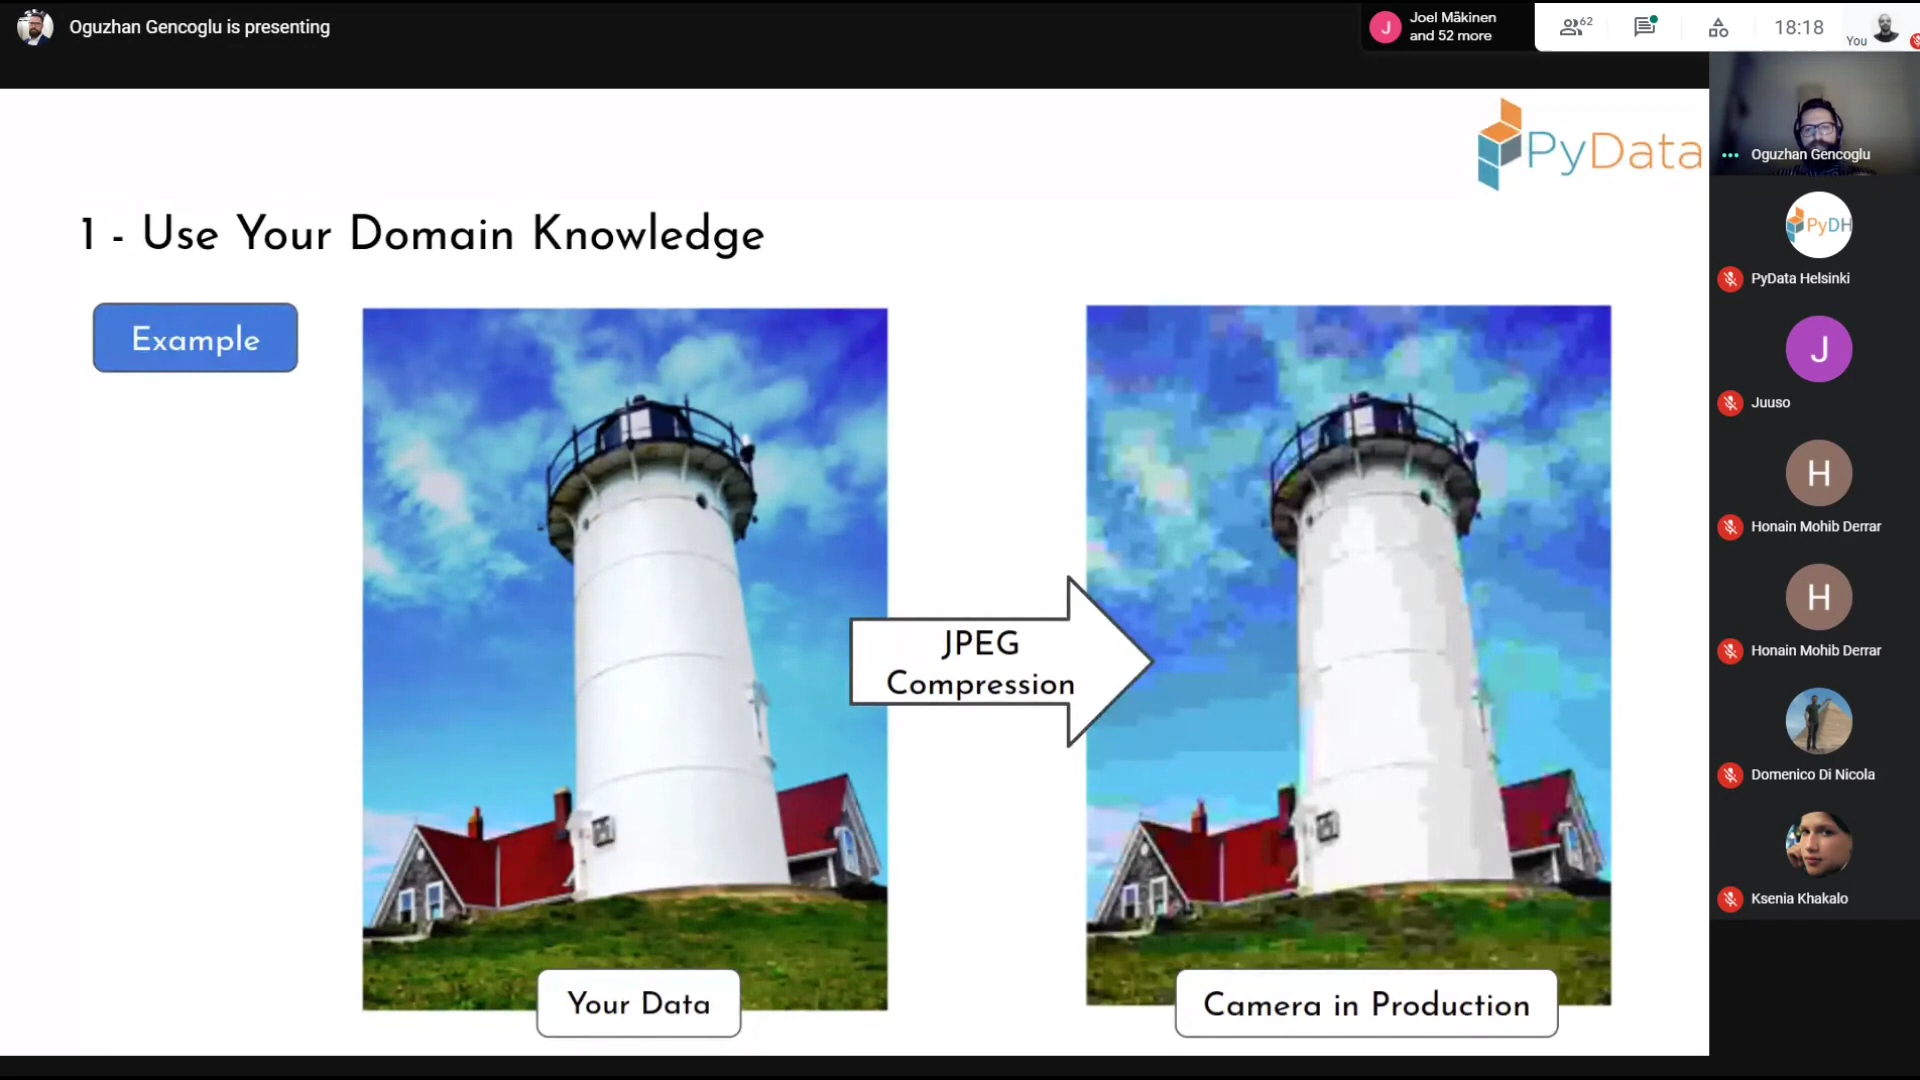 Oguzhan Gencoglu is presenting
J
Joel Mäkinen
and 52 more
62
18:18
You
PyData
1 - Use Your Domain Knowledge
Example
JPEG
Compression
Your Data
Camera in Production
Oguzhan Gencoglu
PyDH
PyData Helsinki
J
Juuso
H
Honain Mohib Derrar
H
Honain Mohib Derrar
Domenico Di Nicola
Ksenia Khakalo